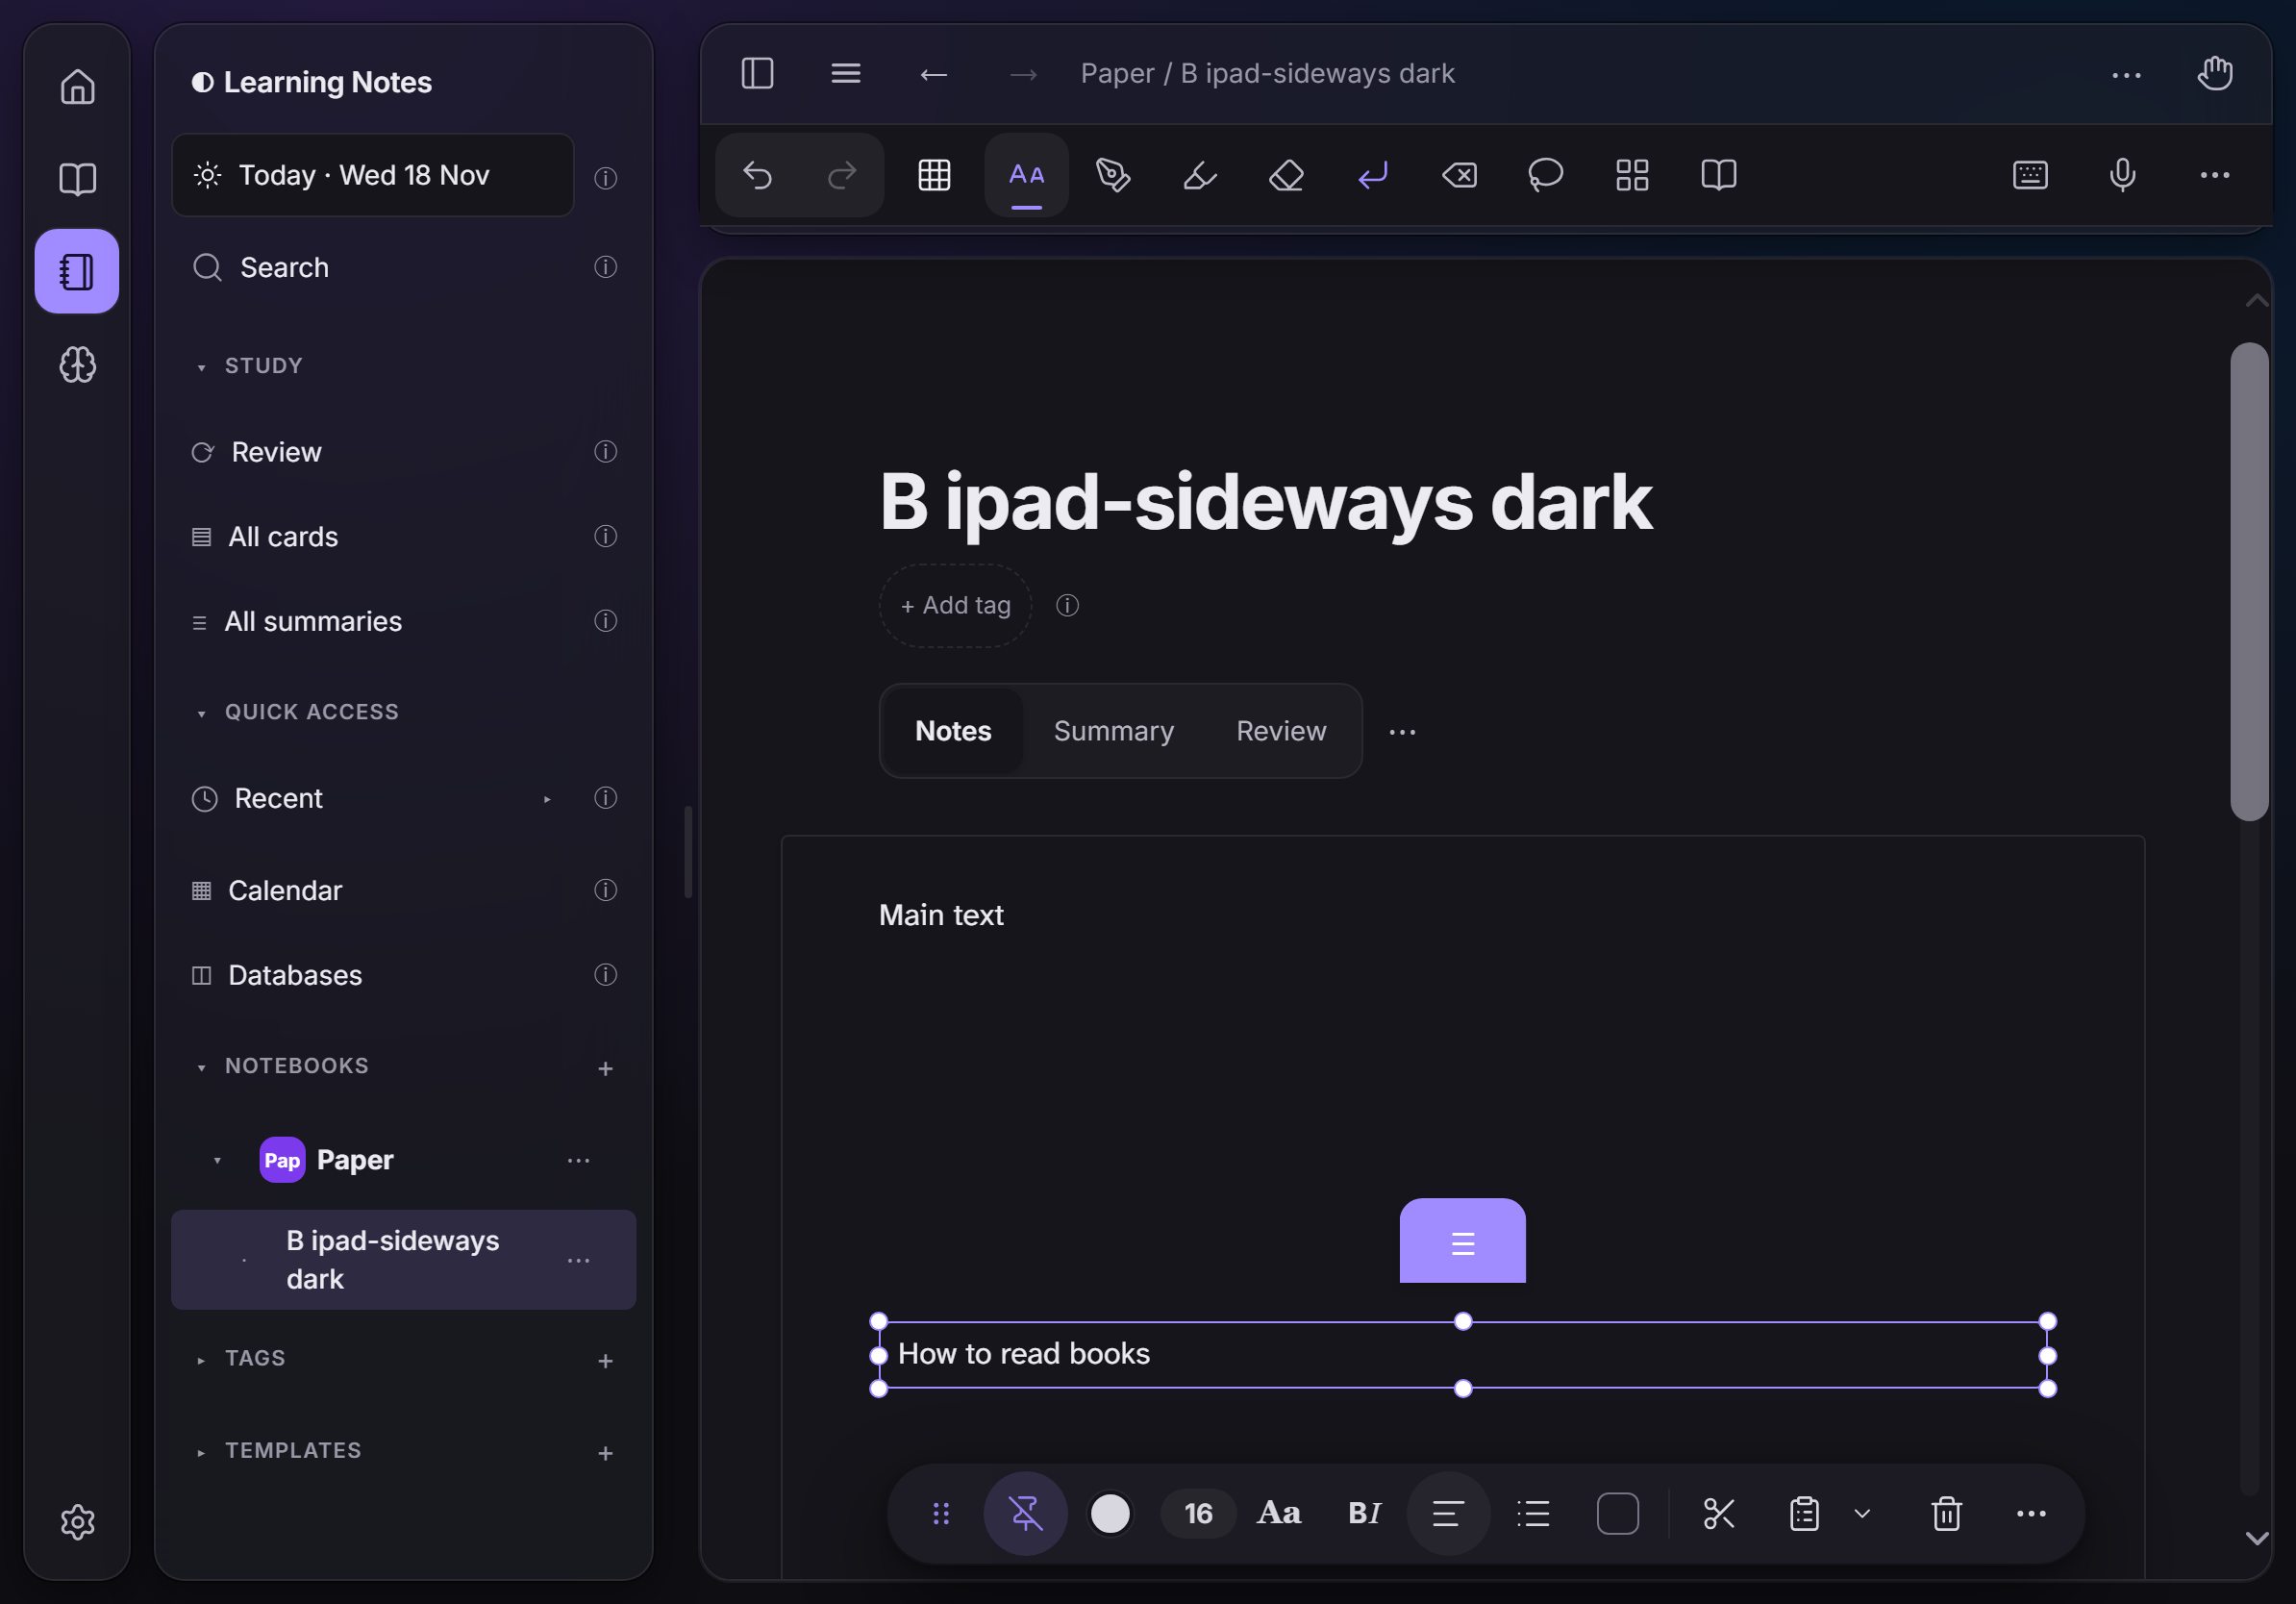 Learning Notes
Today · Wed 18 Nov
Search
STUDY
Review
All cards
All summaries
QUICK ACCESS
Recent
Calendar
Databases
NOTEBOOKS
Pap Paper
B ipad-sideways
dark
TAGS
TEMPLATES
Paper / B ipad-sideways dark
AA
B ipad-sideways dark
+ Add tag
Notes Summary Review
Main text
How to read books
16 Aa BI